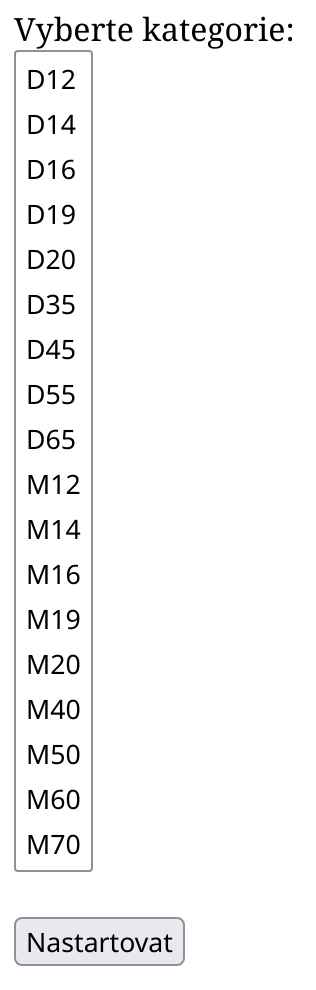 Vyberte kategorie:
D12
D14
D16
D19
D20
D35
D45
D55
D65
M12
M14
M16
M19
M20
M40
M50
M60
M70
Nastartovat